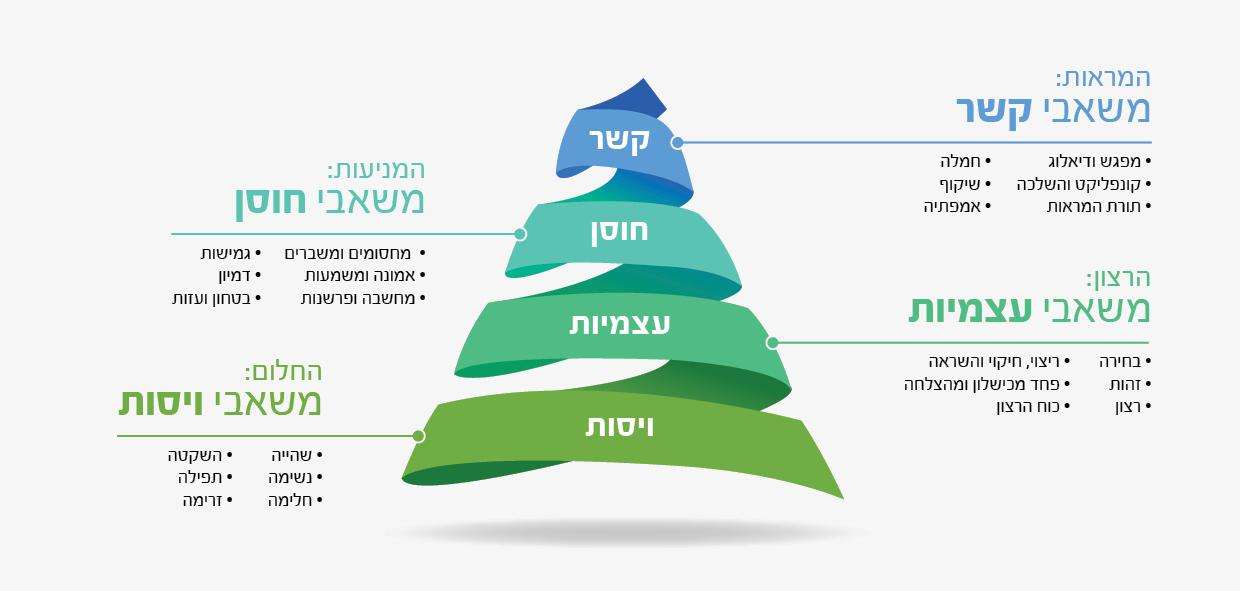 המראות:
משאבי קשר
• מפגש ודיאלוג • חמלה
• קונפליקט והשלכה • שיקוף
• תורת המראות • אמפתיה
קשר
המניעות:
משאבי חוסן
• מחסומים ומשברים • גמישות
• אמונה ומשמעות • דמיון
• מחשבה ופרשנות • בטחון ועזות
חוסן
הרצון:
משאבי עצמיות
• בחירה • ריצוי, חיקוי והשראה
• זהות • פחד מכישלון ומהצלחה
• רצון • כוח הרצון
עצמיות
החלום:
משאבי ויסות
• שהייה • השקטה
• נשימה • תפילה
• חלימה • זרימה
ויסות